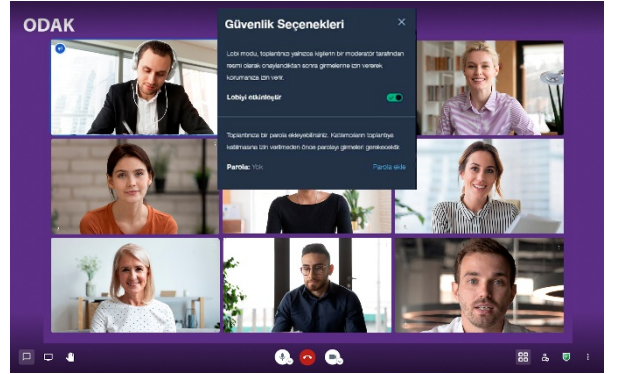 ODAK
Güvenlik Seçenekleri
Lobi modu, toplantınıza yalnızca kişilerin bir moderatör tarafından
resmi olarak onaylandıktan sonra girmelerine izin vererek
korumanıza izin verir.
Lobiyi etkinleştir
Toplantınıza bir parola ekleyebilirsiniz. Katılımcıların toplantıya
katılmasına izin verilmeden önce parolayı girmeleri gerekecektir.
Parola: Yok Parola ekle